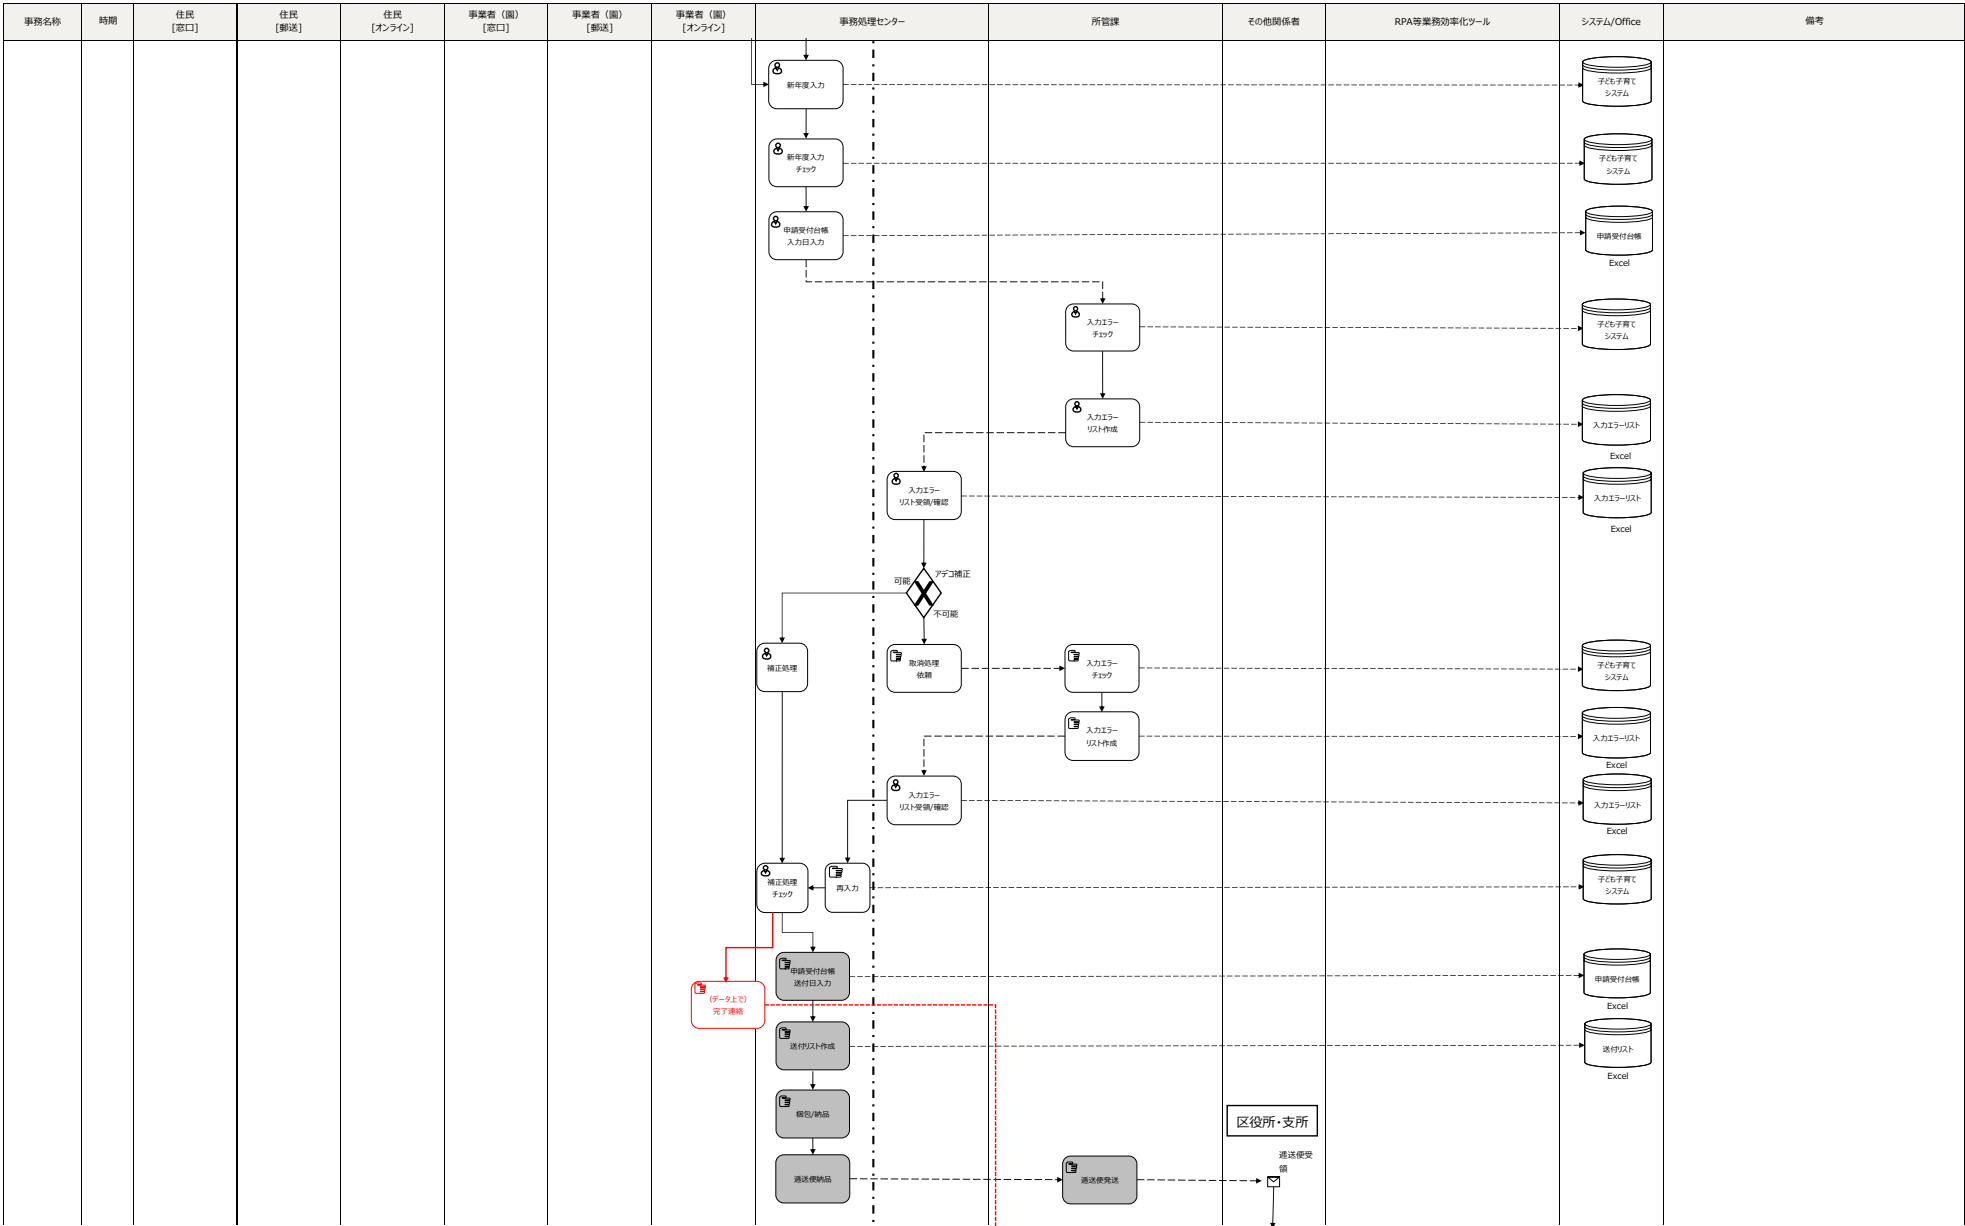 事務名称
時期
住民
[窓口]
住民
[郵送]
住民
[オンライン]
事業者（園）
[窓口]
事業者（園）
[郵送]
事業者（園）
[オンライン]
事務処理センター
所管課
その他関係者
RPA等業務効率化ツール
システム/Office
備考
新年度入力
子ども子育て
システム
新年度入力
チェック
子ども子育て
システム
申請受付台帳
入力日入力
申請受付台帳
Excel
入力エラー
チェック
子ども子育て
システム
入力エラー
リスト作成
入力エラーリスト
Excel
入力エラー
リスト受領/確認
入力エラーリスト
Excel
可能
アデコ補正
不可能
補正処理
取消処理
依頼
入力エラー
チェック
子ども子育て
システム
入力エラー
リスト作成
入力エラーリスト
Excel
入力エラー
リスト受領/確認
入力エラーリスト
Excel
補正処理
チェック
再入力
子ども子育て
システム
申請受付台帳
送付日入力
申請受付台帳
Excel
（データ上で）
完了連絡
送付リスト作成
送付リスト
Excel
梱包/納品
区役所・支所
逓送便納品
逓送便発送
逓送便受
領